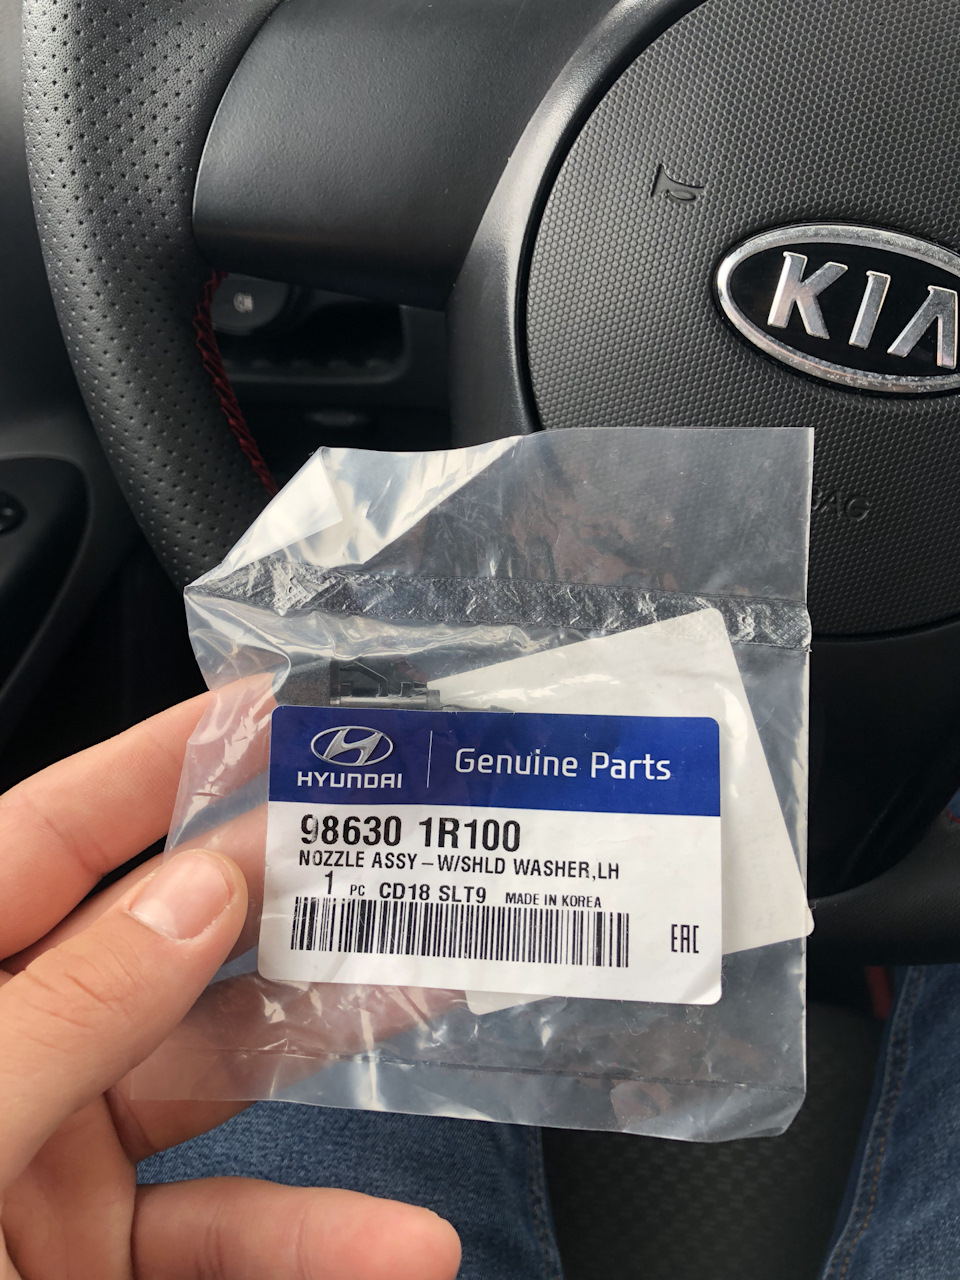 KIA
BAG
HYUNDAI
Genuine Parts
98630 1R100
NOZZLE ASSY – W/SHLD WASHER,LH
1 PC CD18 SLT9 MADE IN KOREA
EAC